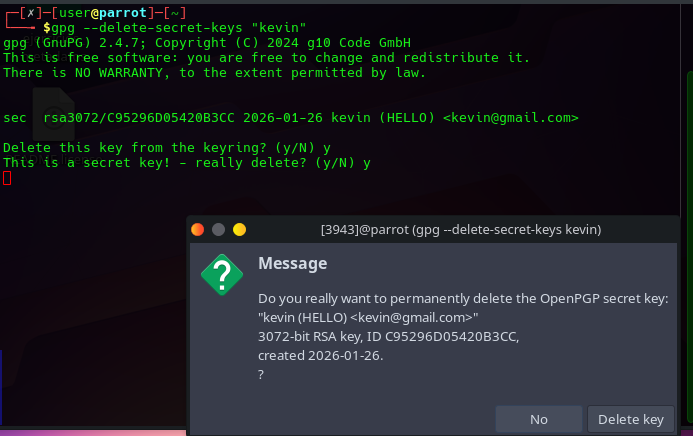 ┌─[✗]─[user@parrot]─[~]
└──╼ $gpg --delete-secret-keys "kevin"
gpg (GnuPG) 2.4.7; Copyright (C) 2024 g10 Code GmbH
This is free software: you are free to change and redistribute it.
There is NO WARRANTY, to the extent permitted by law.
sec  rsa3072/C95296D05420B3CC 2026-01-26 kevin (HELLO) <kevin@gmail.com>
Delete this key from the keyring? (y/N) y
This is a secret key! - really delete? (y/N) y
[3943]@parrot (gpg --delete-secret-keys kevin)
Message
Do you really want to permanently delete the OpenPGP secret key:
"kevin (HELLO) <kevin@gmail.com>"
3072-bit RSA key, ID C95296D05420B3CC,
created 2026-01-26.
?
No
Delete key